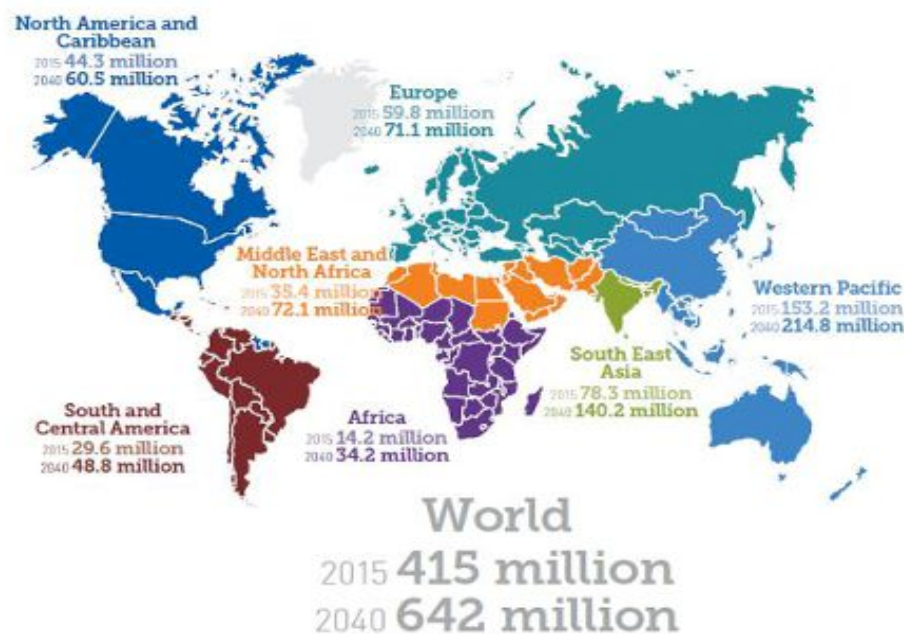 North America and
Caribbean
2015 44.3 million
2040 60.5 million
Europe
2015 59.8 million
2040 71.1 million
Middle East and
North Africa
2015 35.4 million
2040 72.1 million
Western Pacific
2015 153.2 million
2040 214.8 million
South East
Asia
2015 78.3 million
2040 140.2 million
South and
Central America
2015 29.6 million
2040 48.8 million
Africa
2015 14.2 million
2040 34.2 million
World
2015 415 million
2040 642 million